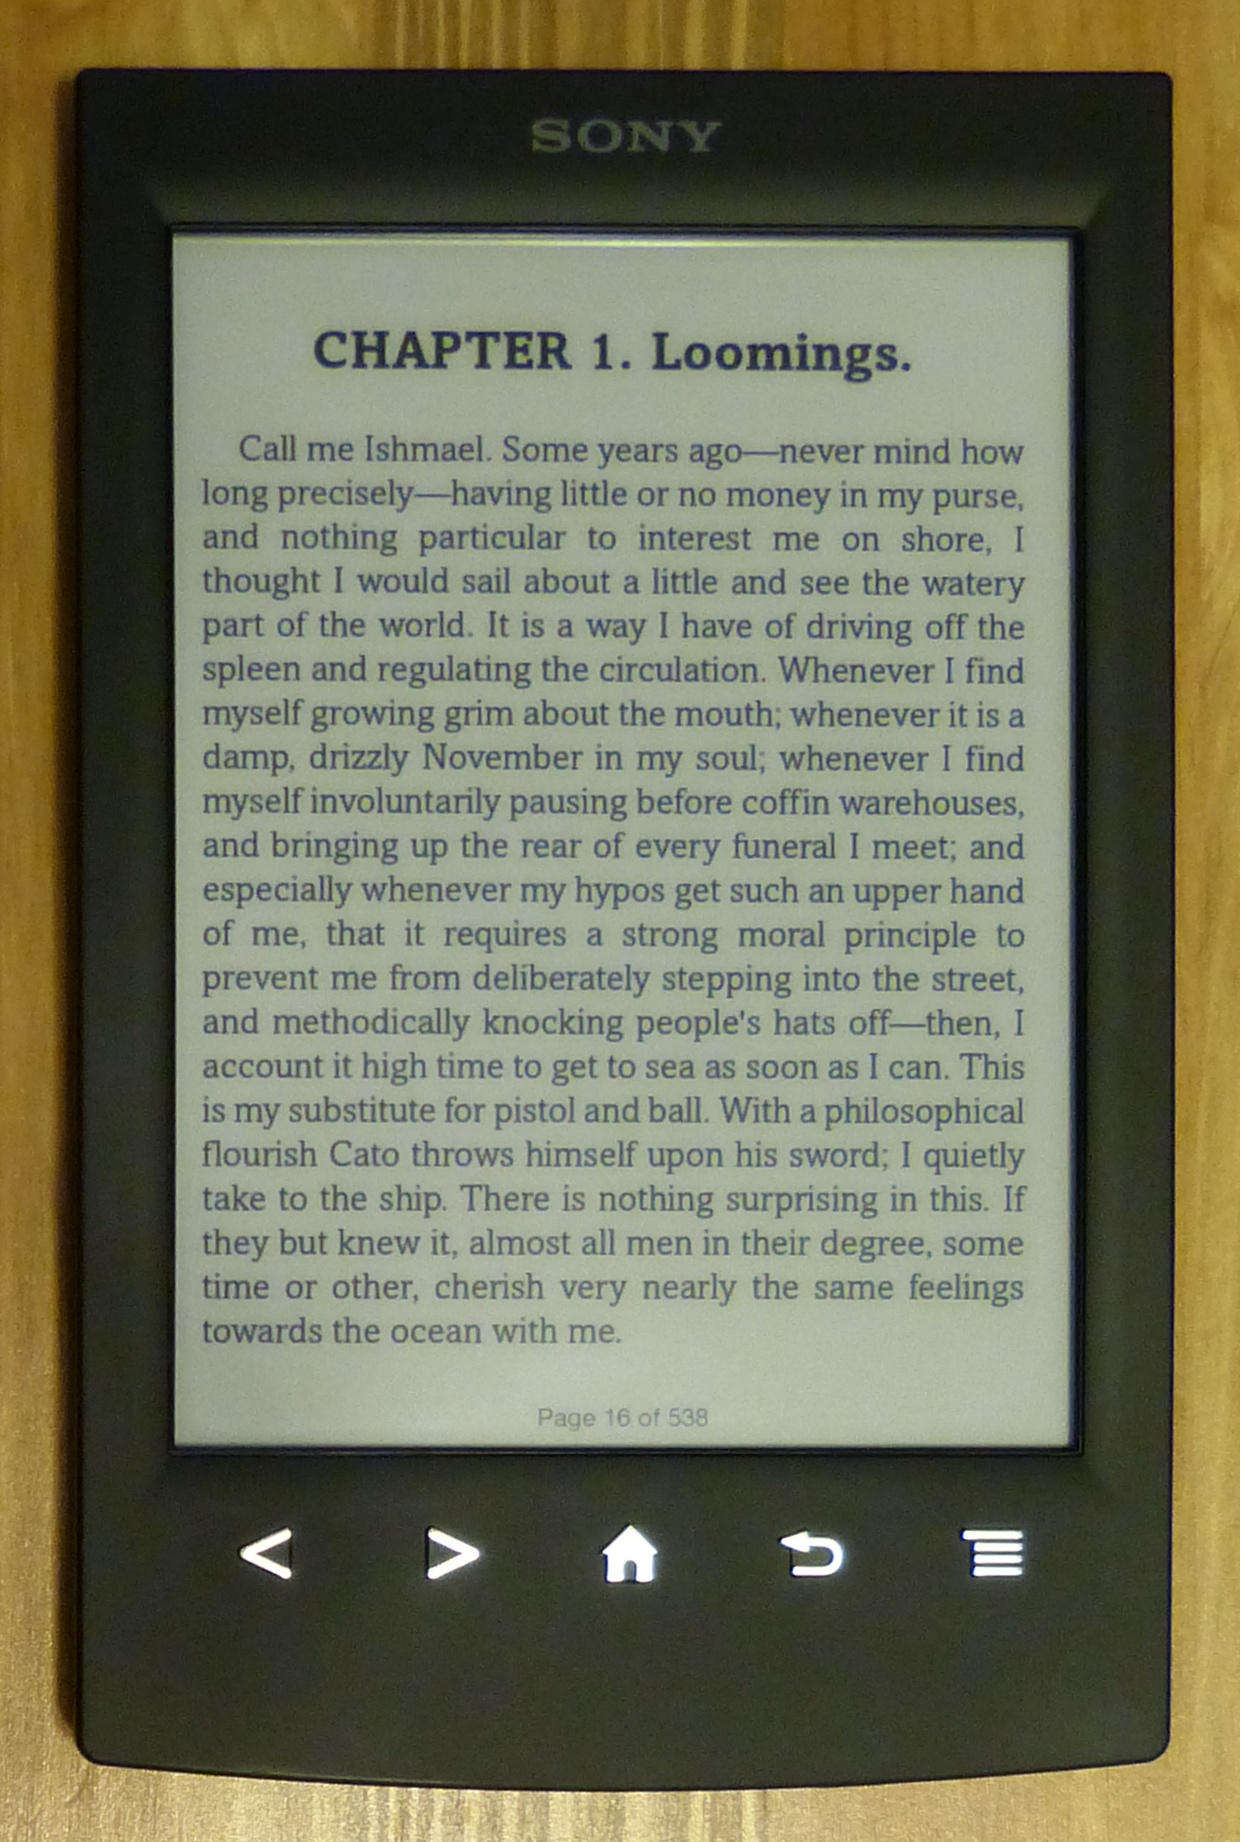 SONY
CHAPTER 1. Loomings.
Call me Ishmael. Some years ago—never mind how
long precisely—having little or no money in my purse,
and nothing particular to interest me on shore, I
thought I would sail about a little and see the watery
part of the world. It is a way I have of driving off the
spleen and regulating the circulation. Whenever I find
myself growing grim about the mouth; whenever it is a
damp, drizzly November in my soul; whenever I find
myself involuntarily pausing before coffin warehouses,
and bringing up the rear of every funeral I meet; and
especially whenever my hypos get such an upper hand
of me, that it requires a strong moral principle to
prevent me from deliberately stepping into the street,
and methodically knocking people's hats off—then, I
account it high time to get to sea as soon as I can. This
is my substitute for pistol and ball. With a philosophical
flourish Cato throws himself upon his sword; I quietly
take to the ship. There is nothing surprising in this. If
they but knew it, almost all men in their degree, some
time or other, cherish very nearly the same feelings
towards the ocean with me.
Page 16 of 538